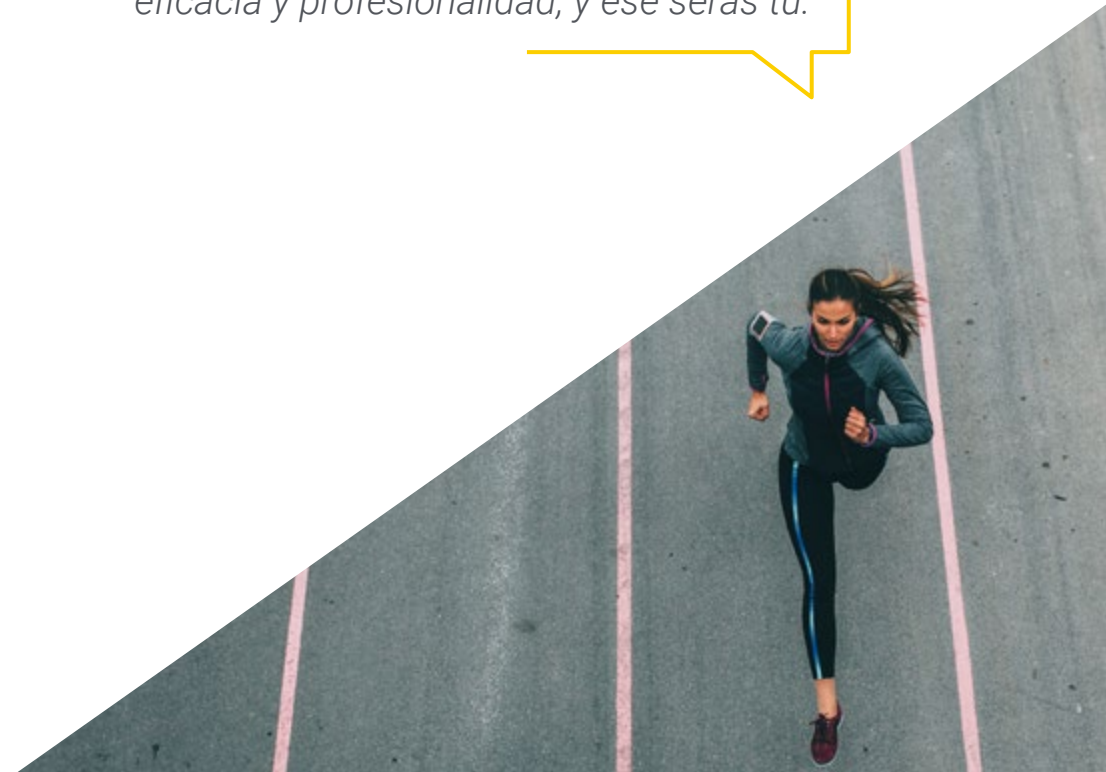 eficacia y profesionalidad, y ese serás tú.